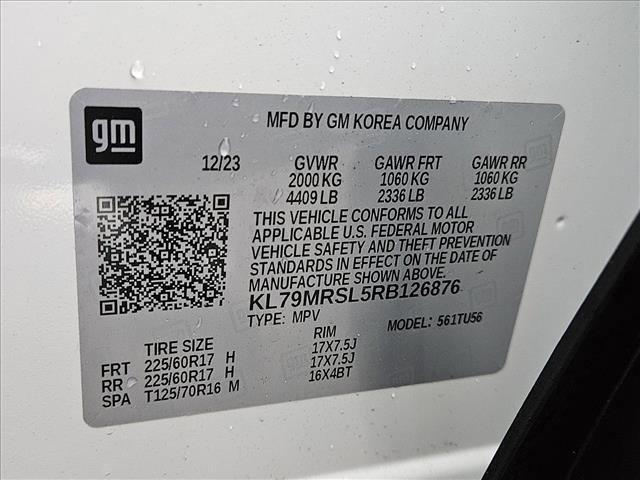 gm
MFD BY GM KOREA COMPANY
12/23 GVWR GAWR FRT GAWR RR
2000 KG 1060 KG 1060 KG
4409 LB 2336 LB 2336 LB
THIS VEHICLE CONFORMS TO ALL
APPLICABLE U.S. FEDERAL MOTOR
VEHICLE SAFETY AND THEFT PREVENTION
STANDARDS IN EFFECT ON THE DATE OF
MANUFACTURE SHOWN ABOVE.
KL79MRSL5RB126876
TYPE: MPV MODEL: 561TU56
TIRE SIZE RIM
FRT 225/60R17 H 17X7.5J
RR 225/60R17 H 17X7.5J
SPA T125/70R16 M 16X4BT